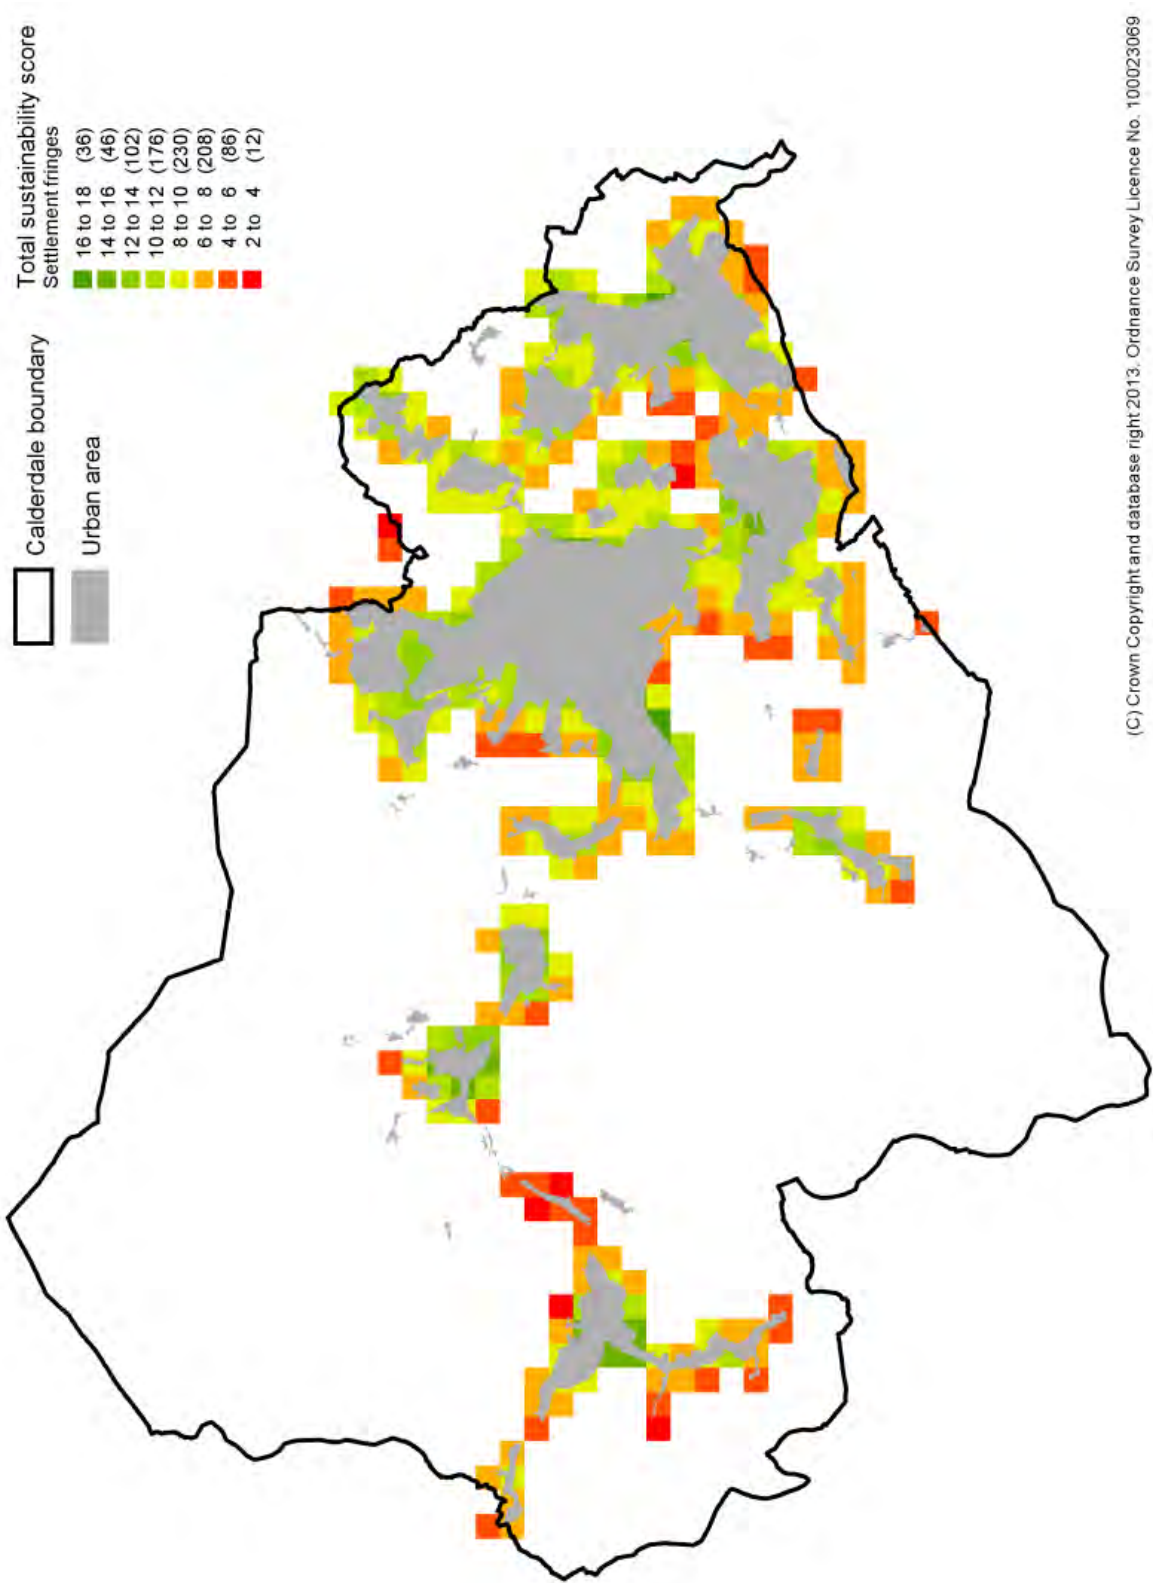 Calderdale boundary
Urban area
Total sustainability score
Settlement fringes
16 to 18 (36)
14 to 16 (46)
12 to 14 (102)
10 to 12 (176)
8 to 10 (230)
6 to 8 (208)
4 to 6 (86)
2 to 4 (12)
(C) Crown Copyright and database right 2013. Ordnance Survey Licence No. 100023069